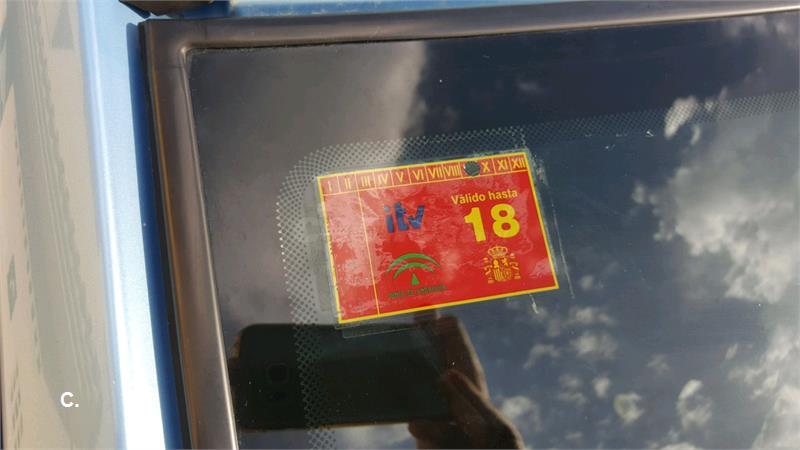 I II III IV V VI VII VIII X XI XII
Válido hasta
itv
18
C.